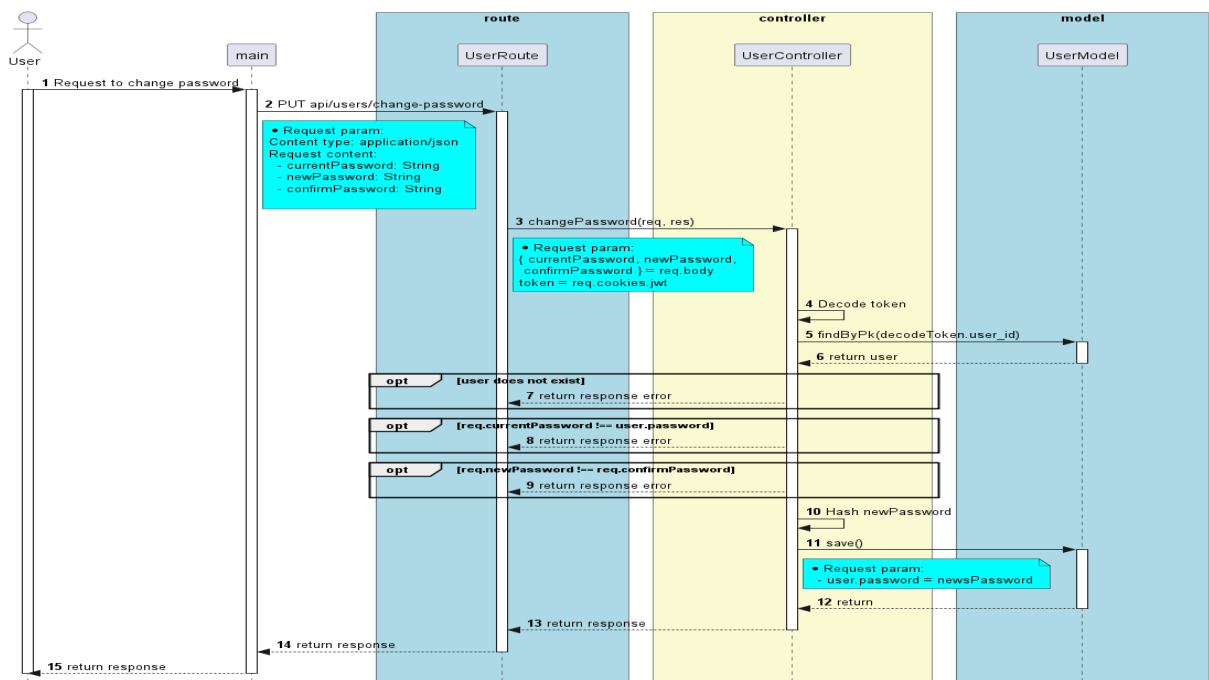 route
controller
model
User
main
UserRoute
UserController
UserModel
1 Request to change password
2 PUT api/users/change-password
• Request param:
Content type: application/json
Request content:
- currentPassword: String
- newPassword: String
- confirmPassword: String
3 changePassword(req, res)
• Request param:
{ currentPassword, newPassword,
confirmPassword } = req.body
token = req.cookies.jwt
4 Decode token
5 findByPk(decodeToken.user_id)
6 return user
opt [user does not exist]
7 return response error
opt [req.currentPassword !== user.password]
8 return response error
opt [req.newPassword !== req.confirmPassword]
9 return response error
10 Hash newPassword
11 save()
• Request param:
- user.password = newsPassword
12 return
13 return response
14 return response
15 return response